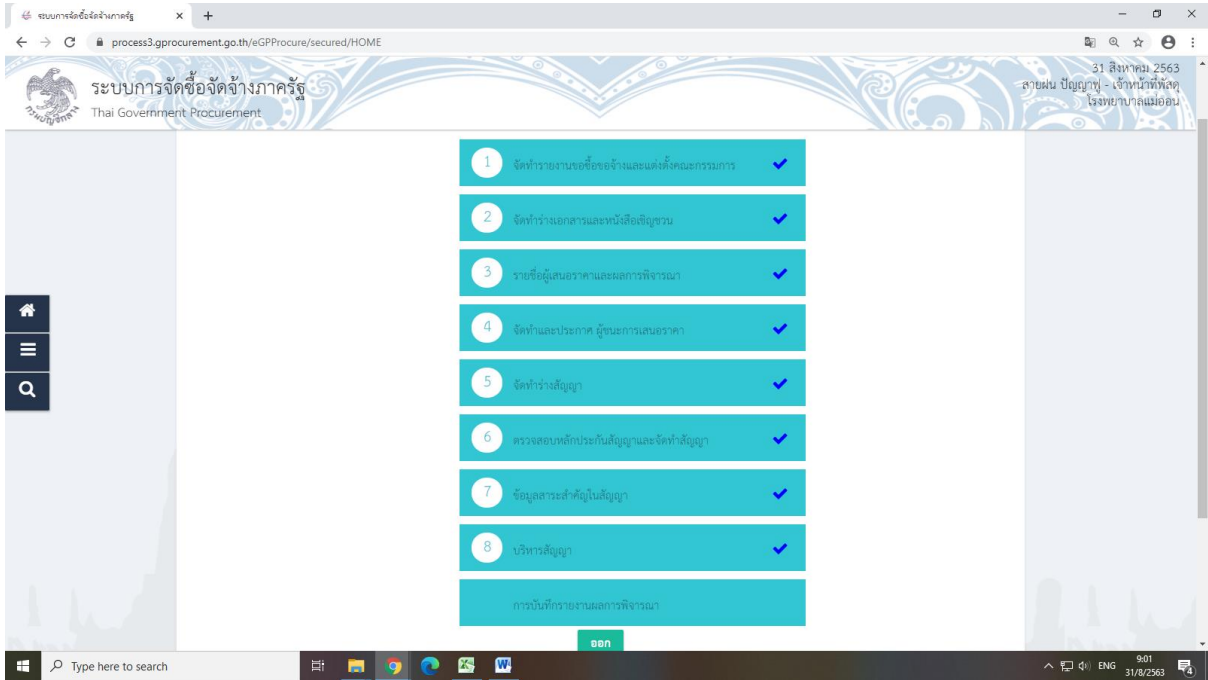 ระบบการจัดซื้อจัดจ้างภาครัฐ
process3.gprocurement.go.th/eGPProcure/secured/HOME
ระบบการจัดซื้อจัดจ้างภาครัฐ
Thai Government Procurement
31 สิงหาคม 2563
สายฝน ปัญญาฟู - เจ้าหน้าที่พัสดุ
โรงพยาบาลแม่ออน
1 จัดทำรายงานขอซื้อขอจ้างและแต่งตั้งคณะกรรมการ
2 จัดทำร่างเอกสารและหนังสือเชิญชวน
3 รายชื่อผู้เสนอราคาและผลการพิจารณา
4 จัดทำและประกาศ ผู้ชนะการเสนอราคา
5 จัดทำร่างสัญญา
6 ตรวจสอบหลักประกันสัญญาและจัดทำสัญญา
7 ข้อมูลสาระสำคัญในสัญญา
8 บริหารสัญญา
การบันทึกรายงานผลการพิจารณา
ออก
Type here to search
ENG
9:01
31/8/2563
4